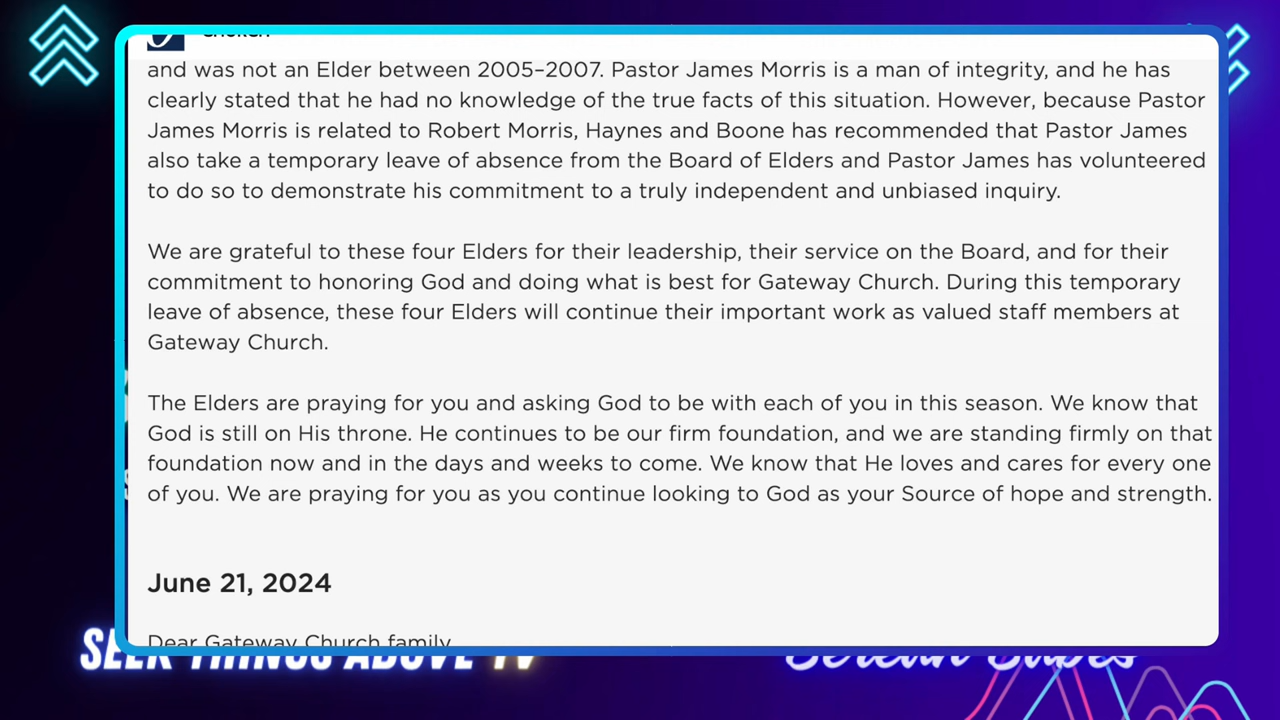 church
and was not an Elder between 2005–2007. Pastor James Morris is a man of integrity, and he has
clearly stated that he had no knowledge of the true facts of this situation. However, because Pastor
James Morris is related to Robert Morris, Haynes and Boone has recommended that Pastor James
also take a temporary leave of absence from the Board of Elders and Pastor James has volunteered
to do so to demonstrate his commitment to a truly independent and unbiased inquiry.
We are grateful to these four Elders for their leadership, their service on the Board, and for their
commitment to honoring God and doing what is best for Gateway Church. During this temporary
leave of absence, these four Elders will continue their important work as valued staff members at
Gateway Church.
The Elders are praying for you and asking God to be with each of you in this season. We know that
God is still on His throne. He continues to be our firm foundation, and we are standing firmly on that
foundation now and in the days and weeks to come. We know that He loves and cares for every one
of you. We are praying for you as you continue looking to God as your Source of hope and strength.
June 21, 2024
Dear Gateway Church family
SEEK THINGS ABOVE TV